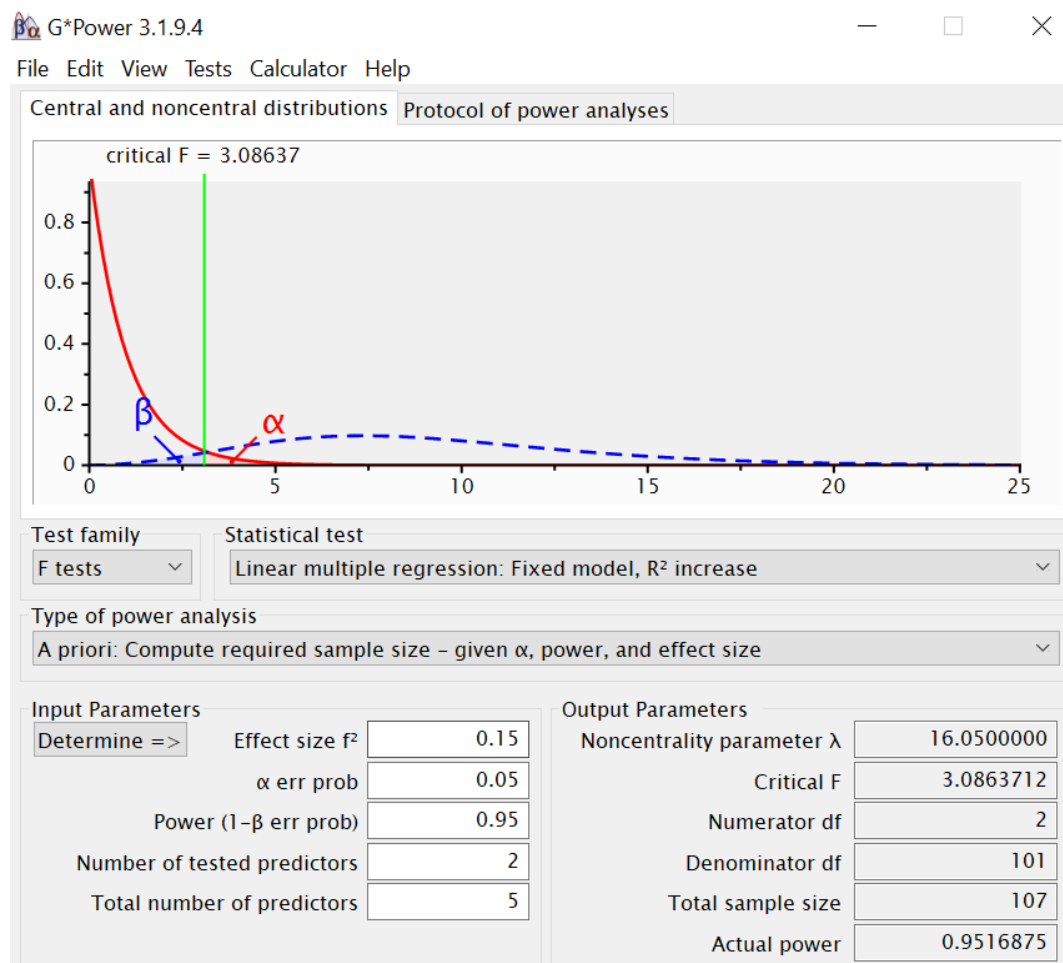 G*Power 3.1.9.4
File Edit View Tests Calculator Help
Central and noncentral distributions Protocol of power analyses
critical F = 3.08637
0.8
0.6
0.4
0.2
0
β α
0 5 10 15 20 25
Test family Statistical test
F tests Linear multiple regression: Fixed model, R² increase
Type of power analysis
A priori: Compute required sample size – given α, power, and effect size
Input Parameters Output Parameters
Determine => Effect size f² 0.15 Noncentrality parameter λ 16.0500000
α err prob 0.05 Critical F 3.0863712
Power (1–β err prob) 0.95 Numerator df 2
Number of tested predictors 2 Denominator df 101
Total number of predictors 5 Total sample size 107
Actual power 0.9516875